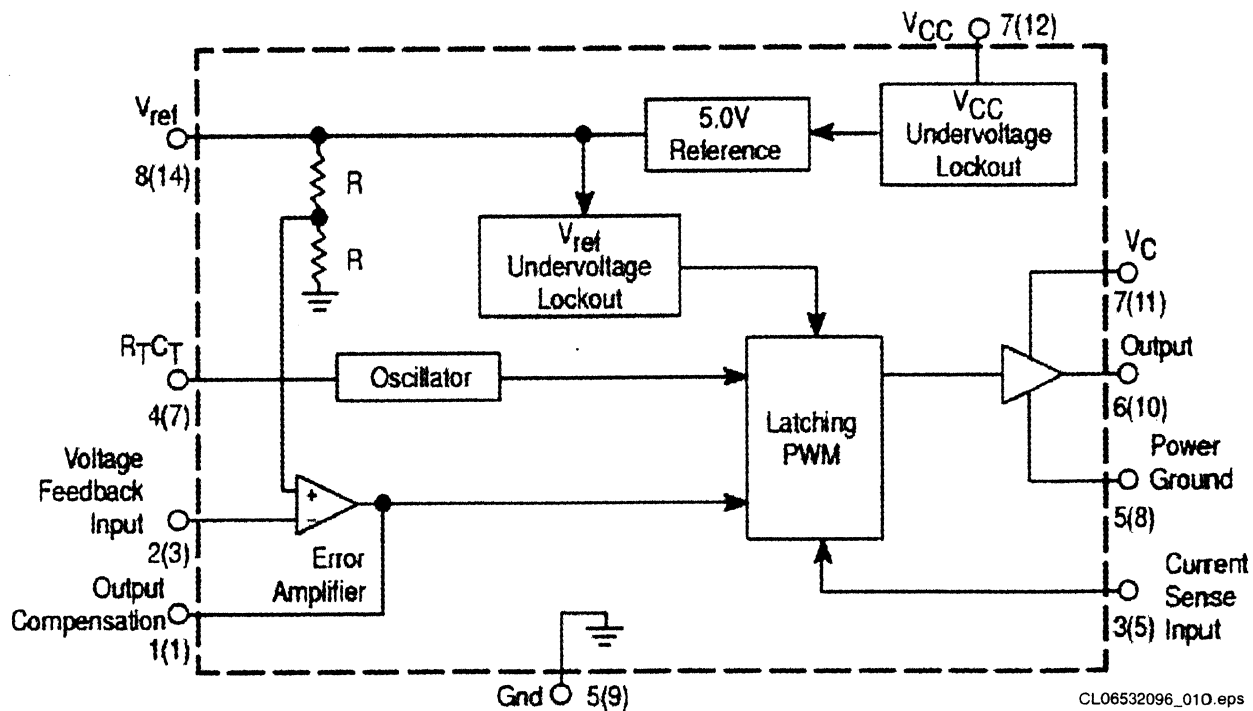 VCC 7(12)
Vref
8(14)
R
R
5.0V
Reference
VCC
Undervoltage
Lockout
Vref
Undervoltage
Lockout
VC
7(11)
RTCT
4(7)
Oscillator
Latching
PWM
Output
6(10)
Voltage
Feedback
Input
2(3)
+
−
Error
Amplifier
Power
Ground
5(8)
Output
Compensation
1(1)
Current
Sense
Input
3(5)
Gnd 5(9)
CL06532096_010.eps